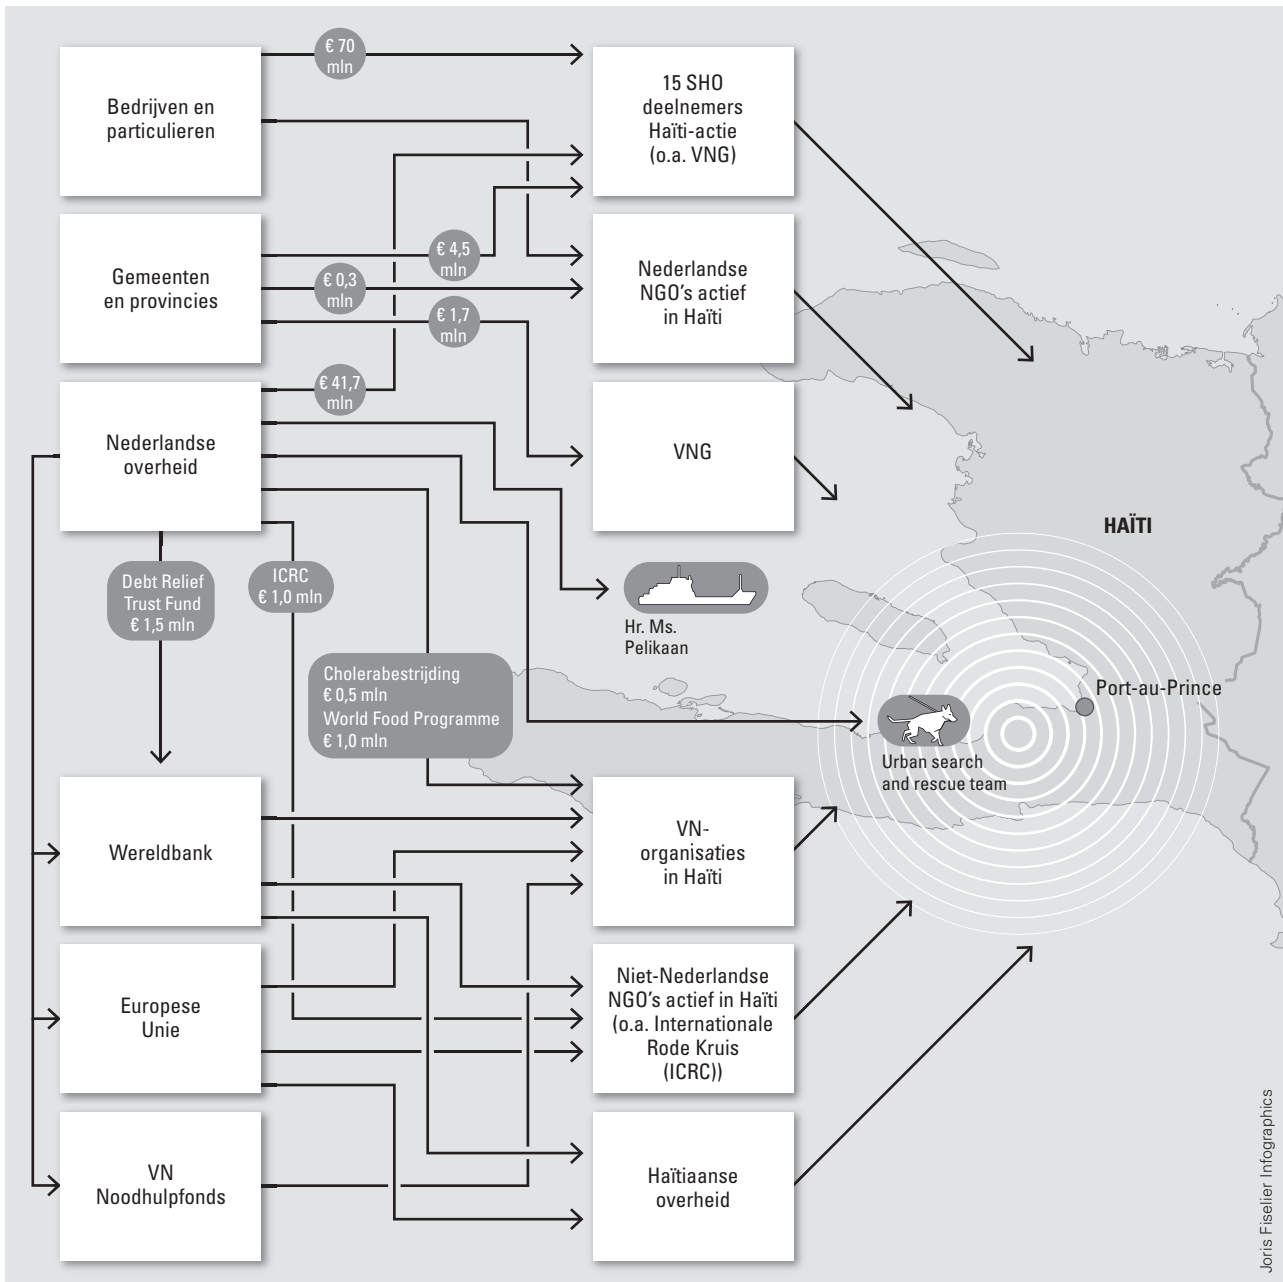 € 70
mln
Bedrijven en
particulieren
15 SHO
deelnemers
Haïti-actie
(o.a. VNG)
Gemeenten
en provincies
€ 4,5
mln
€ 0,3
mln
€ 1,7
mln
Nederlandse
NGO's actief
in Haïti
€ 41,7
mln
Nederlandse
overheid
VNG
HAÏTI
Debt Relief
Trust Fund
€ 1,5 mln
ICRC
€ 1,0 mln
Hr. Ms.
Pelikaan
Cholerabestrijding
€ 0,5 mln
World Food Programme
€ 1,0 mln
Port-au-Prince
Urban search
and rescue team
Wereldbank
VN-
organisaties
in Haïti
Europese
Unie
Niet-Nederlandse
NGO's actief in Haïti
(o.a. Internationale
Rode Kruis
(ICRC))
VN
Noodhulpfonds
Haïtiaanse
overheid
Joris Fiselier Infographics